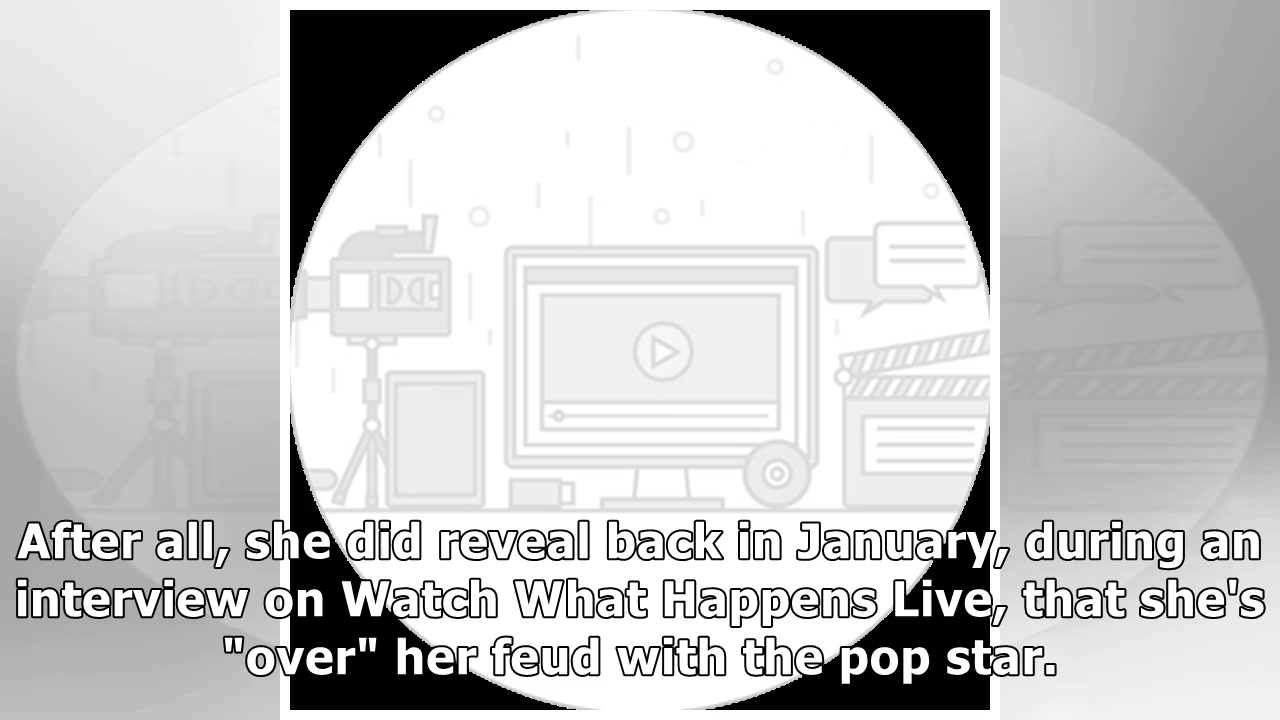 After all, she did reveal back in January, during an
interview on Watch What Happens Live, that she's
"over" her feud with the pop star.